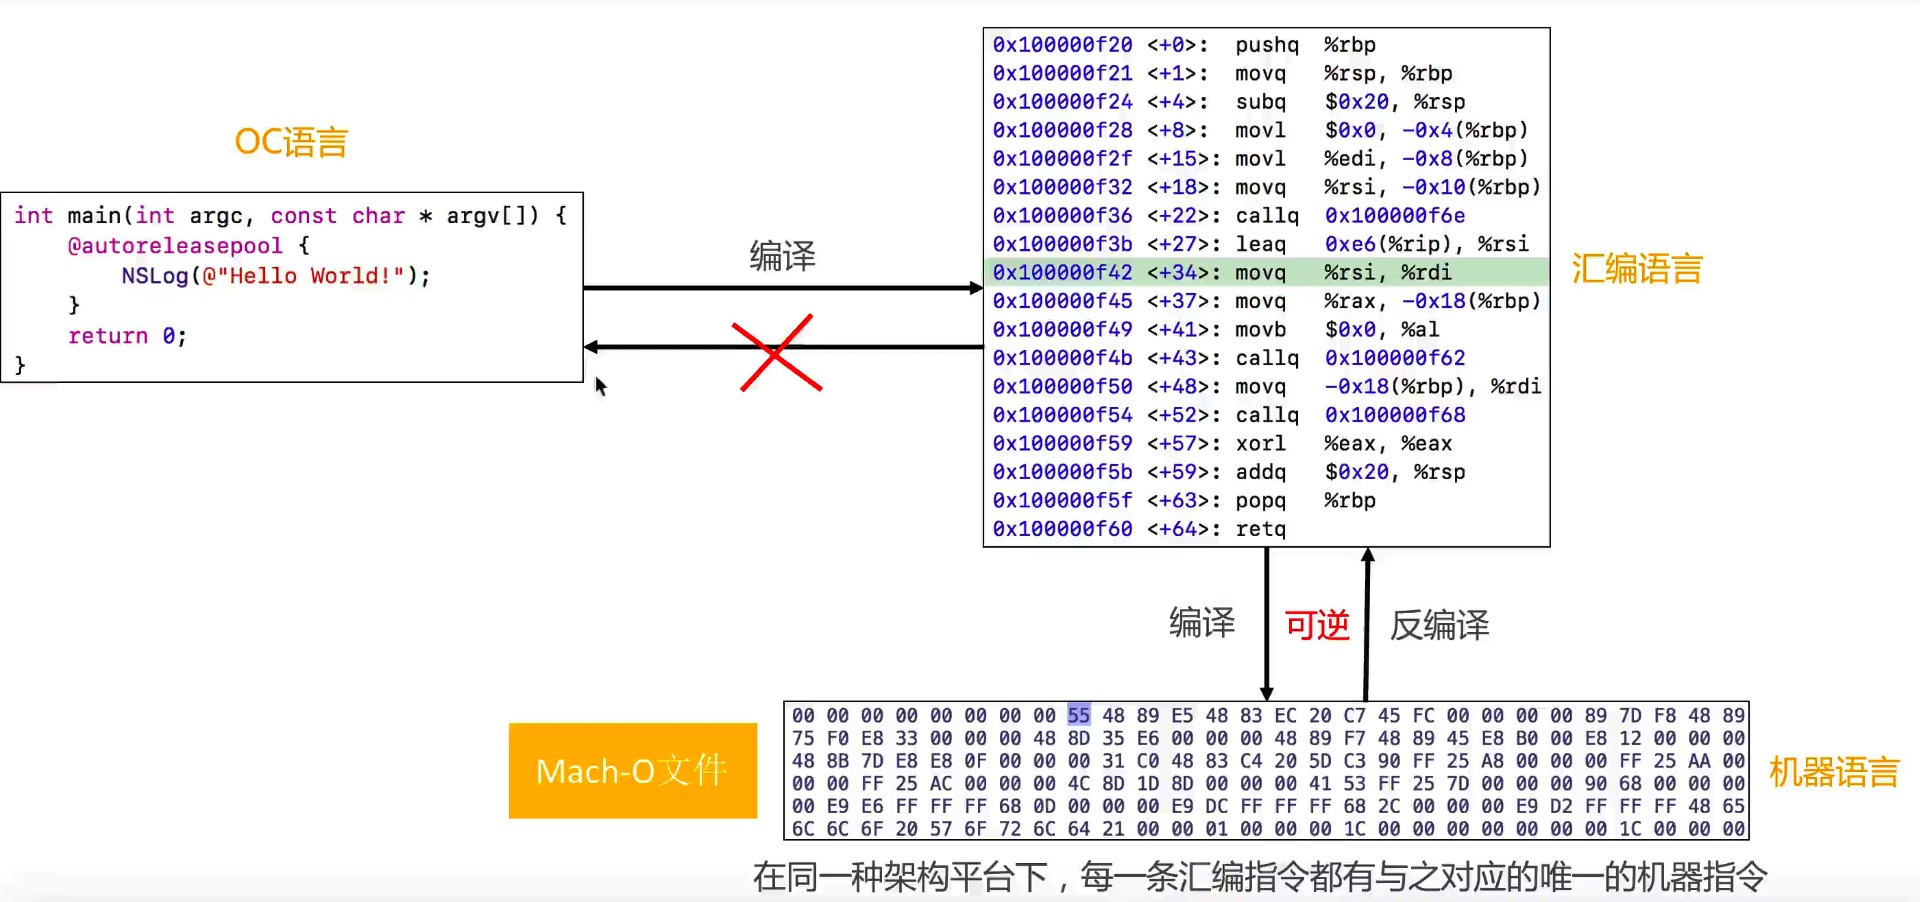 OC语言
int main(int argc, const char * argv[]) {
@autoreleasepool {
NSLog(@"Hello World!");
}
return 0;
}
编译
0x100000f20 <+0>: pushq %rbp
0x100000f21 <+1>: movq %rsp, %rbp
0x100000f24 <+4>: subq $0x20, %rsp
0x100000f28 <+8>: movl $0x0, -0x4(%rbp)
0x100000f2f <+15>: movl %edi, -0x8(%rbp)
0x100000f32 <+18>: movq %rsi, -0x10(%rbp)
0x100000f36 <+22>: callq 0x100000f6e
0x100000f3b <+27>: leaq 0xe6(%rip), %rsi
0x100000f42 <+34>: movq %rsi, %rdi
0x100000f45 <+37>: movq %rax, -0x18(%rbp)
0x100000f49 <+41>: movb $0x0, %al
0x100000f4b <+43>: callq 0x100000f62
0x100000f50 <+48>: movq -0x18(%rbp), %rdi
0x100000f54 <+52>: callq 0x100000f68
0x100000f59 <+57>: xorl %eax, %eax
0x100000f5b <+59>: addq $0x20, %rsp
0x100000f5f <+63>: popq %rbp
0x100000f60 <+64>: retq
汇编语言
编译 可逆 反编译
Mach-O文件
00 00 00 00 00 00 00 00 55 48 89 E5 48 83 EC 20 C7 45 FC 00 00 00 00 89 7D F8 48 89
75 F0 E8 33 00 00 00 48 8D 35 E6 00 00 00 48 89 F7 48 89 45 E8 B0 00 E8 12 00 00 00
48 8B 7D E8 E8 0F 00 00 00 31 C0 48 83 C4 20 5D C3 90 FF 25 A8 00 00 00 FF 25 AA 00
00 00 FF 25 AC 00 00 00 4C 8D 1D 8D 00 00 00 41 53 FF 25 7D 00 00 00 90 68 00 00 00
00 E9 E6 FF FF FF 68 0D 00 00 00 E9 DC FF FF FF 68 2C 00 00 00 E9 D2 FF FF FF 48 65
6C 6C 6F 20 57 6F 72 6C 64 21 00 00 01 00 00 00 1C 00 00 00 00 00 00 00 1C 00 00 00
机器语言
在同一种架构平台下，每一条汇编指令都有与之对应的唯一的机器指令